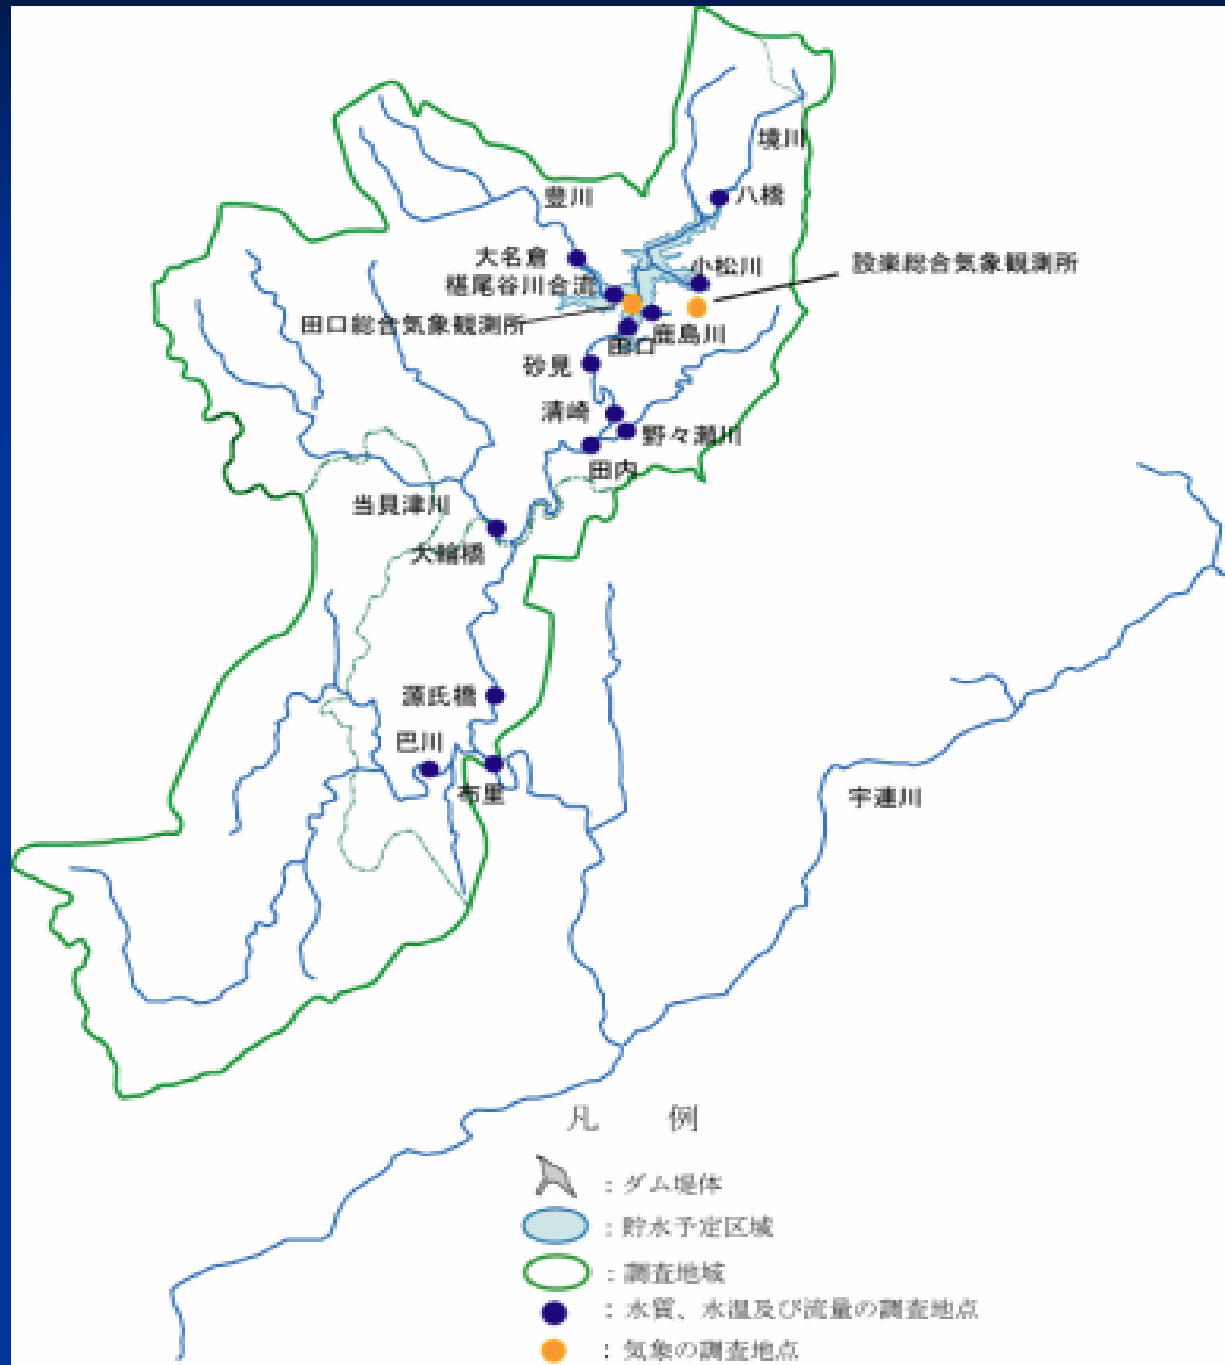 境川
八橋
豊川
大名倉
小松川
設楽総合気象観測所
椹尾谷川合流
田口総合気象観測所
鹿島川
田口
砂見
清崎
野々瀬川
田内
当貝津川
大輪橋
源氏橋
巴川
布里
宇連川
凡 例
：ダム堤体
：貯水予定区域
：調査地域
：水質、水温及び流量の調査地点
：気象の調査地点